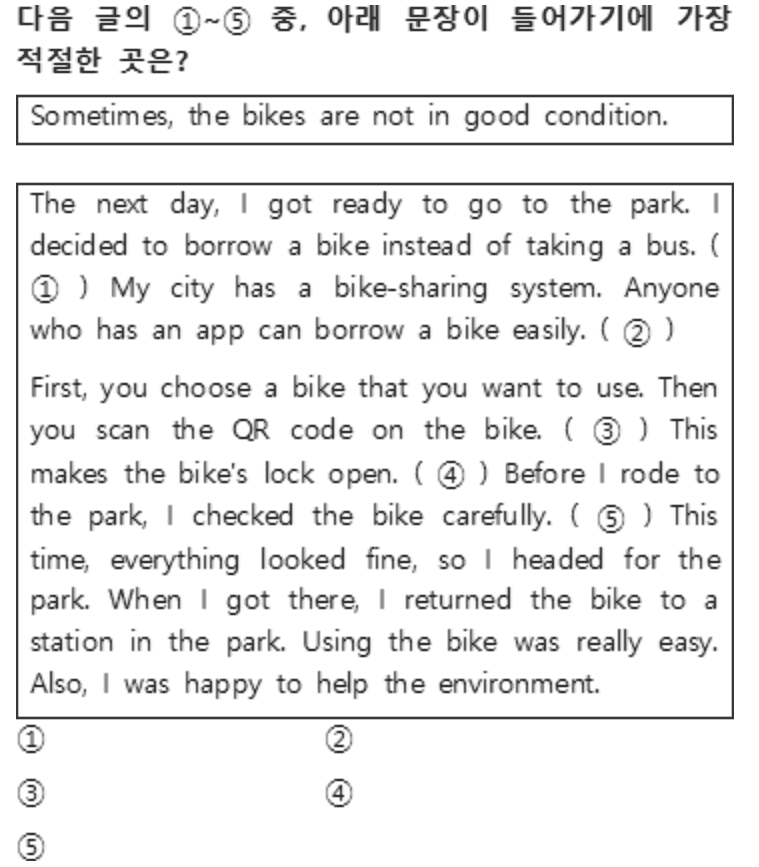 다음 글의 ①~⑤ 중, 아래 문장이 들어가기에 가장
적절한 곳은?
Sometimes, the bikes are not in good condition.
The next day, I got ready to go to the park. I
decided to borrow a bike instead of taking a bus. (
① ) My city has a bike-sharing system. Anyone
who has an app can borrow a bike easily. ( ② )
First, you choose a bike that you want to use. Then
you scan the QR code on the bike. ( ③ ) This
makes the bike's lock open. ( ④ ) Before I rode to
the park, I checked the bike carefully. ( ⑤ ) This
time, everything looked fine, so I headed for the
park. When I got there, I returned the bike to a
station in the park. Using the bike was really easy.
Also, I was happy to help the environment.
① ②
③ ④
⑤